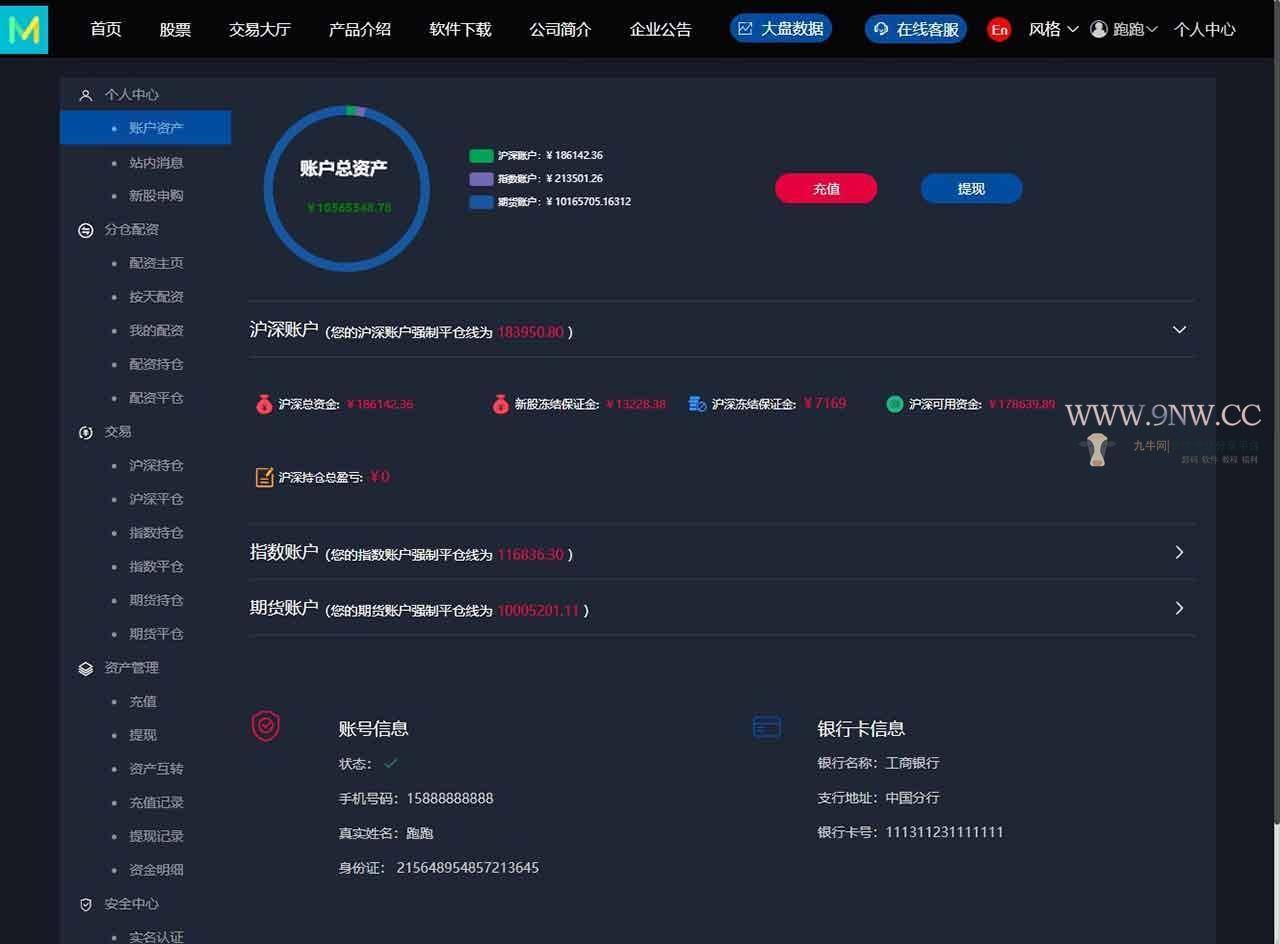 M
首页 股票 交易大厅 产品介绍 软件下载 公司简介 企业公告 大盘数据 在线客服 En 风格 跑跑 个人中心
个人中心
账户资产
站内消息
新股申购
分仓配资
配资主页
按天配资
我的配资
配资持仓
配资平仓
交易
沪深持仓
沪深平仓
指数持仓
指数平仓
期货持仓
期货平仓
资产管理
充值
提现
资产互转
充值记录
提现记录
资金明细
安全中心
实名认证
账户总资产
¥10565348.78
沪深账户：¥ 186142.36
指数账户：¥ 213501.26
期货账户：¥ 10165705.16312
充值
提现
沪深账户 (您的沪深账户强制平仓线为 183950.80 )
沪深总资金: ¥186142.36
新股冻结保证金: ¥13228.38
沪深冻结保证金: ¥7169
沪深可用资金: ¥178639.89
沪深持仓总盈亏: ¥0
指数账户 (您的指数账户强制平仓线为 116836.30 )
期货账户 (您的期货账户强制平仓线为 10005201.11 )
账号信息
状态：
手机号码：15888888888
真实姓名：跑跑
身份证： 215648954857213645
银行卡信息
银行名称：工商银行
支行地址：中国分行
银行卡号：111311231111111
WWW.9NW.CC
九牛网|
源码 软件 教程 福利